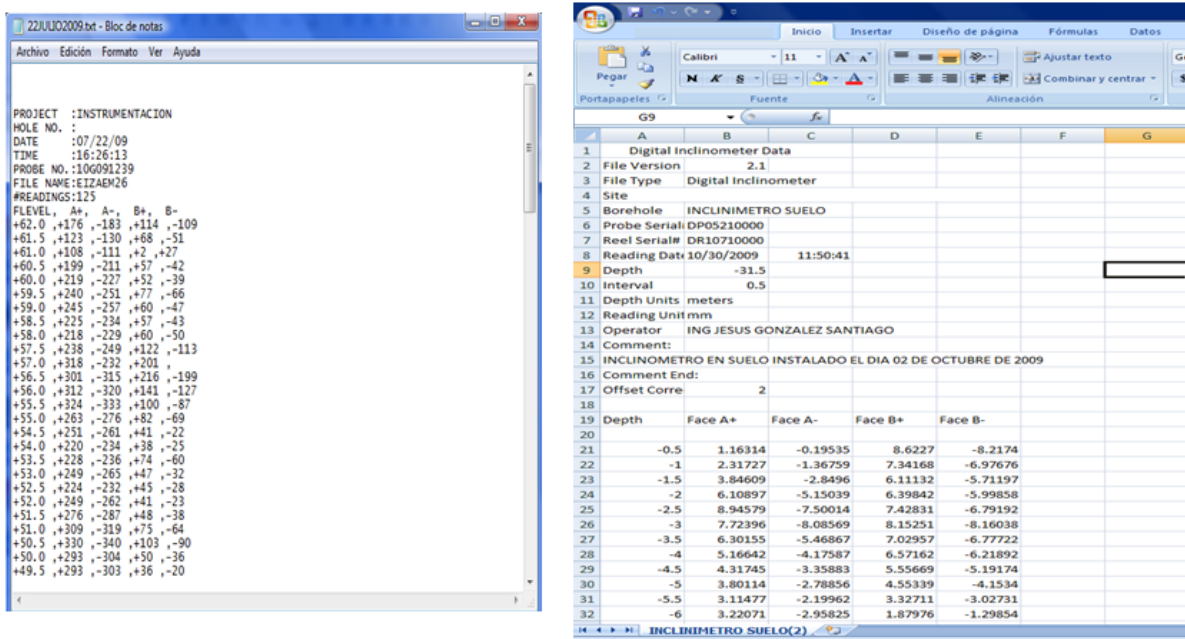 22JULIO2009.txt - Bloc de notas
Archivo Edición Formato Ver Ayuda
PROJECT :INSTRUMENTACION
HOLE NO. :
DATE :07/22/09
TIME :16:26:13
PROBE NO.:10G091239
FILE NAME:EIZAEM26
#READINGS:125
FLEVEL, A+, A-, B+, B-
+62.0 ,+176 ,-183 ,+114 ,-109
+61.5 ,+123 ,-130 ,+68 ,-51
+61.0 ,+108 ,-111 ,+2 ,+27
+60.5 ,+199 ,-211 ,+57 ,-42
+60.0 ,+219 ,-227 ,+52 ,-39
+59.5 ,+240 ,-251 ,+77 ,-66
+59.0 ,+245 ,-257 ,+60 ,-47
+58.5 ,+225 ,-234 ,+57 ,-43
+58.0 ,+218 ,-229 ,+60 ,-50
+57.5 ,+238 ,-249 ,+122 ,-113
+57.0 ,+318 ,-232 ,+201 ,
+56.5 ,+301 ,-315 ,+216 ,-199
+56.0 ,+312 ,-320 ,+141 ,-127
+55.5 ,+324 ,-333 ,+100 ,-87
+55.0 ,+263 ,-276 ,+82 ,-69
+54.5 ,+251 ,-261 ,+41 ,-22
+54.0 ,+220 ,-234 ,+38 ,-25
+53.5 ,+228 ,-236 ,+74 ,-60
+53.0 ,+249 ,-265 ,+47 ,-32
+52.5 ,+224 ,-232 ,+45 ,-28
+52.0 ,+249 ,-262 ,+41 ,-23
+51.5 ,+276 ,-287 ,+48 ,-38
+51.0 ,+309 ,-319 ,+75 ,-64
+50.5 ,+330 ,-340 ,+103 ,-90
+50.0 ,+293 ,-304 ,+50 ,-36
+49.5 ,+293 ,-303 ,+36 ,-20
Inicio Insertar Diseño de página Fórmulas Datos
Pegar Calibri 11 A A Ajustar texto Ge
N K S A Combinar y centrar $
Portapapeles Fuente Alineación
G9 fx
A B C D E F G
1 Digital Inclinometer Data
2 File Version 2.1
3 File Type Digital Inclinometer
4 Site
5 Borehole INCLINIMETRO SUELO
6 Probe Serial DP05210000
7 Reel Serial# DR10710000
8 Reading Dat 10/30/2009 11:50:41
9 Depth -31.5
10 Interval 0.5
11 Depth Units meters
12 Reading Unit mm
13 Operator ING JESUS GONZALEZ SANTIAGO
14 Comment:
15 INCLINOMETRO EN SUELO INSTALADO EL DIA 02 DE OCTUBRE DE 2009
16 Comment End:
17 Offset Corre 2
18
19 Depth Face A+ Face A- Face B+ Face B-
20
21 -0.5 1.16314 -0.19535 8.6227 -8.2174
22 -1 2.31727 -1.36759 7.34168 -6.97676
23 -1.5 3.84609 -2.8496 6.11132 -5.71197
24 -2 6.10897 -5.15039 6.39842 -5.99858
25 -2.5 8.94579 -7.50014 7.42831 -6.79192
26 -3 7.72396 -8.08569 8.15251 -8.16038
27 -3.5 6.30155 -5.46867 7.02957 -6.77722
28 -4 5.16642 -4.17587 6.57162 -6.21892
29 -4.5 4.31745 -3.35883 5.55669 -5.19174
30 -5 3.80114 -2.78856 4.55339 -4.1534
31 -5.5 3.11477 -2.19962 3.32711 -3.02731
32 -6 3.22071 -2.95825 1.87976 -1.29854
INCLINIMETRO SUELO(2)